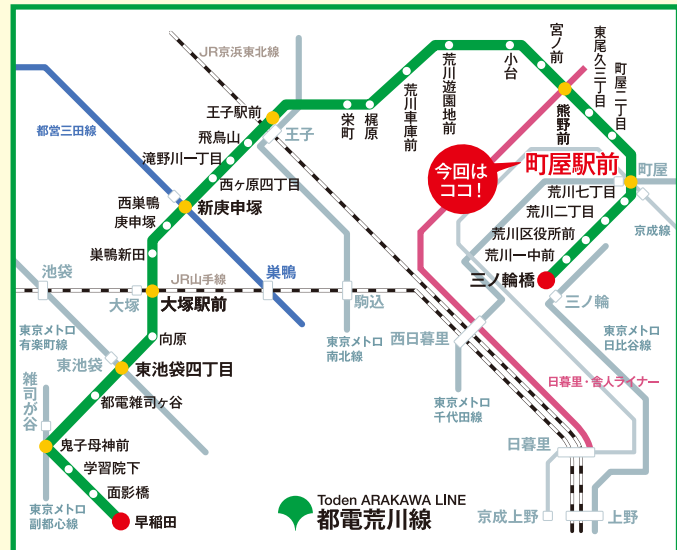 JR京浜東北線
都営三田線
王子駅前
飛鳥山
滝野川一丁目
西ヶ原四丁目
西巣鴨
新庚申塚
庚申塚
巣鴨新田
池袋
JR山手線
巣鴨
大塚
大塚駅前
駒込
王子
栄町
梶原
荒川車庫前
荒川遊園地前
小台
宮ノ前
熊野前
東尾久三丁目
町屋二丁目
今回は
ココ!
町屋駅前
町屋
荒川七丁目
荒川二丁目
京成線
荒川区役所前
荒川一中前
三ノ輪橋
三ノ輪
東京メトロ
有楽町線
向原
東京メトロ
南北線
西日暮里
東京メトロ
日比谷線
東池袋
東池袋四丁目
日暮里・舎人ライナー
雑司が谷
都電雑司ヶ谷
東京メトロ
千代田線
鬼子母神前
日暮里
学習院下
面影橋
東京メトロ
副都心線
早稲田
Toden ARAKAWA LINE
都電荒川線
京成上野
上野